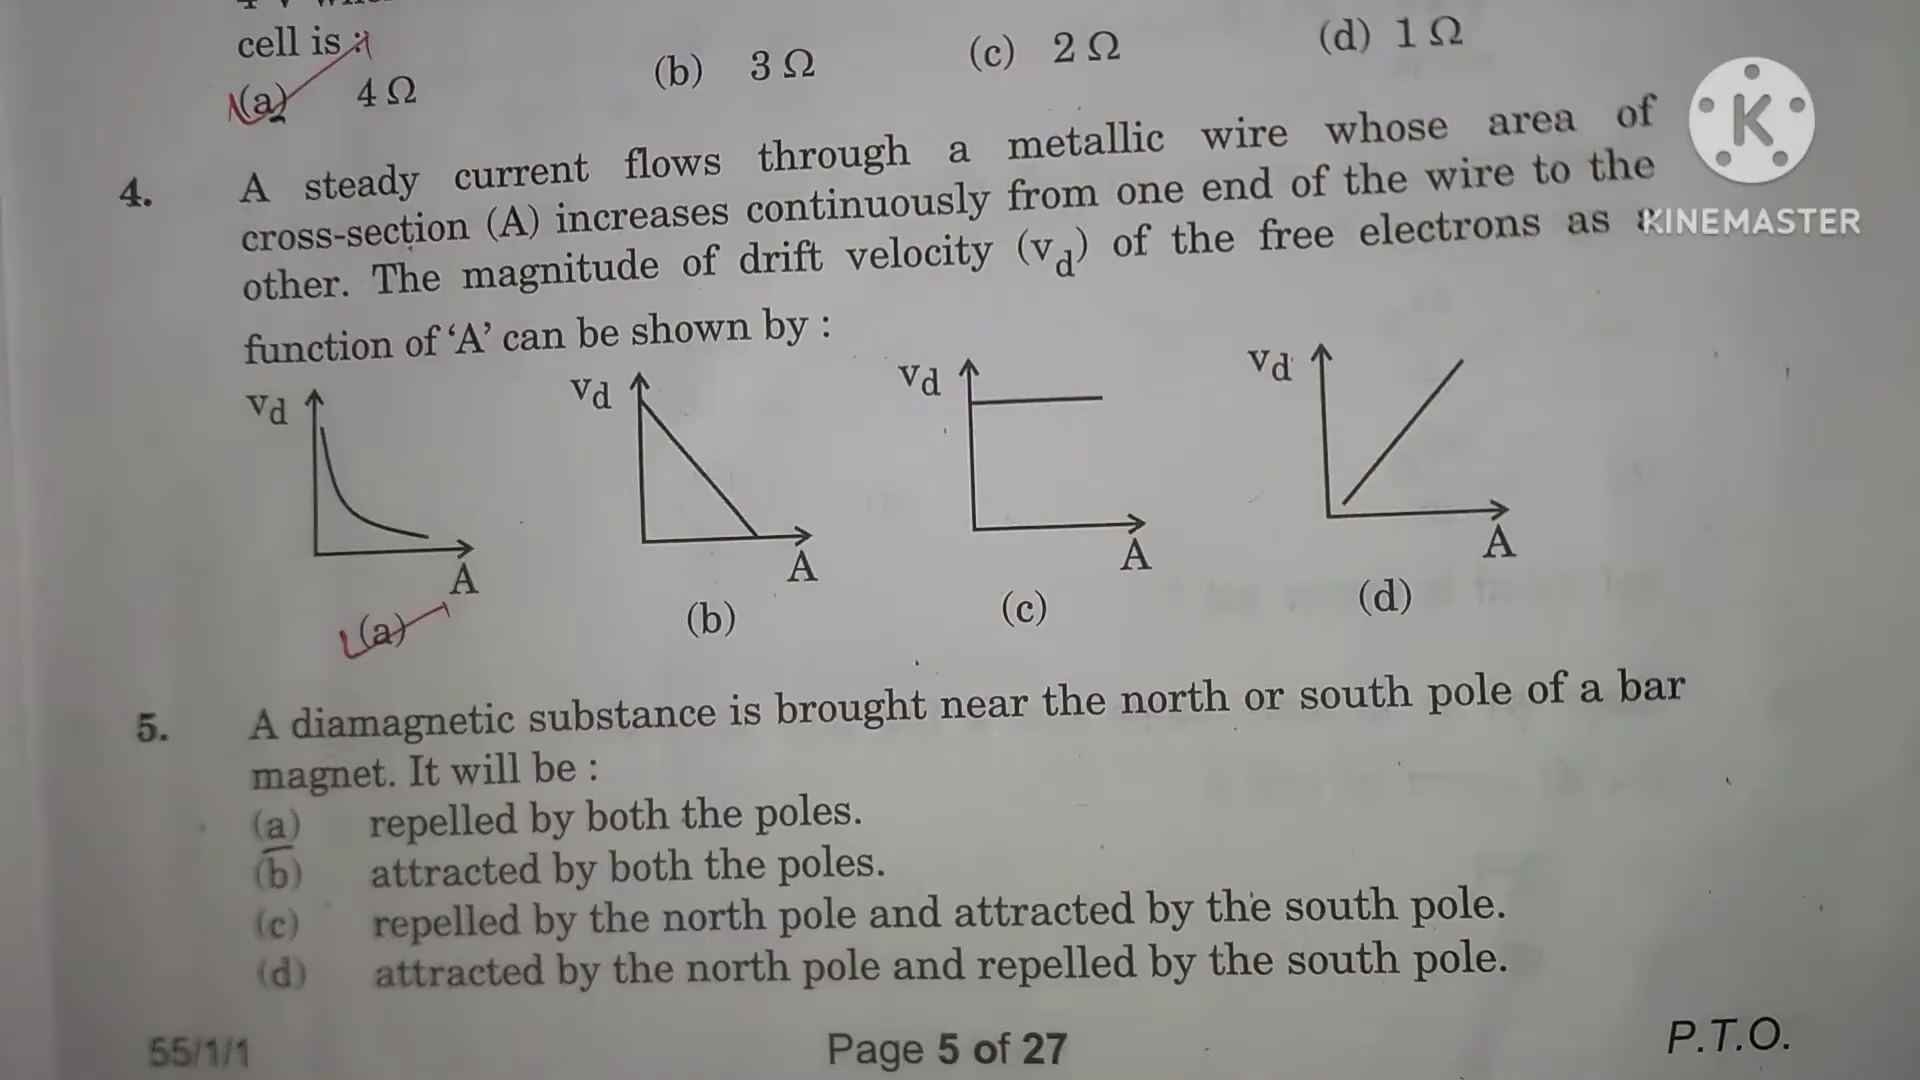 cell is :
(a) 4 Ω (b) 3 Ω (c) 2 Ω (d) 1 Ω
4. A steady current flows through a metallic wire whose area of
cross-section (A) increases continuously from one end of the wire to the
other. The magnitude of drift velocity (vd) of the free electrons as
function of ‘A’ can be shown by :
K
KINEMASTER
vd vd vd vd
A A A A
(a) (b) (c) (d)
5. A diamagnetic substance is brought near the north or south pole of a bar
magnet. It will be :
(a) repelled by both the poles.
(b) attracted by both the poles.
(c) repelled by the north pole and attracted by the south pole.
(d) attracted by the north pole and repelled by the south pole.
55/1/1 Page 5 of 27 P.T.O.